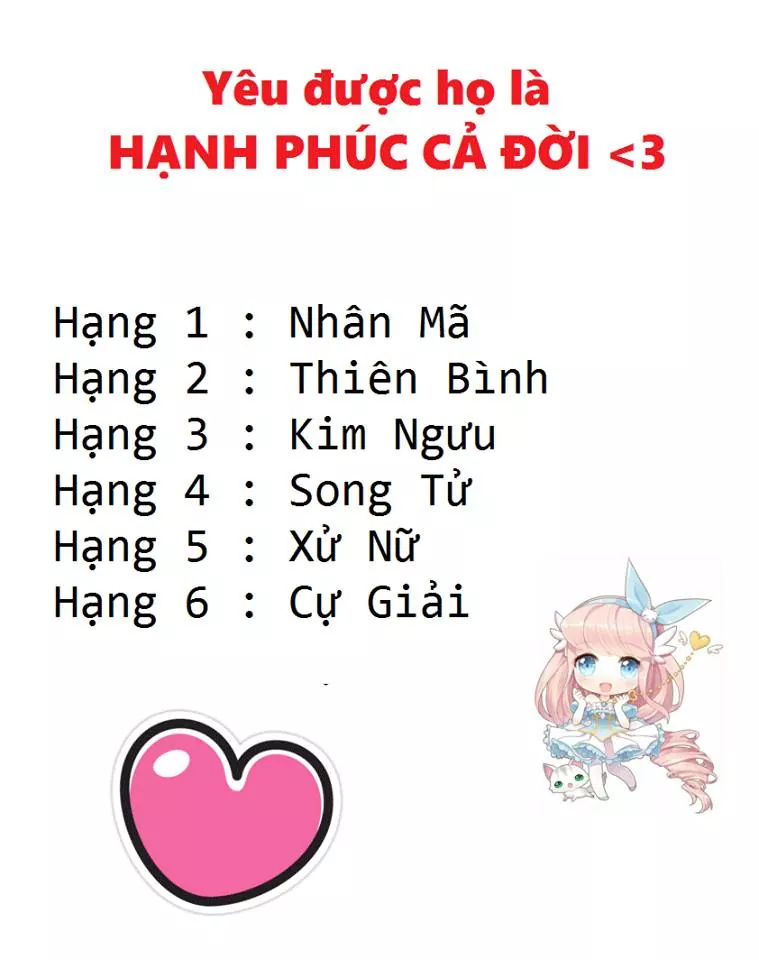 Yêu được họ là
HẠNH PHÚC CẢ ĐỜI <3
Hạng 1 : Nhân Mã
Hạng 2 : Thiên Bình
Hạng 3 : Kim Ngưu
Hạng 4 : Song Tử
Hạng 5 : Xử Nữ
Hạng 6 : Cự Giải